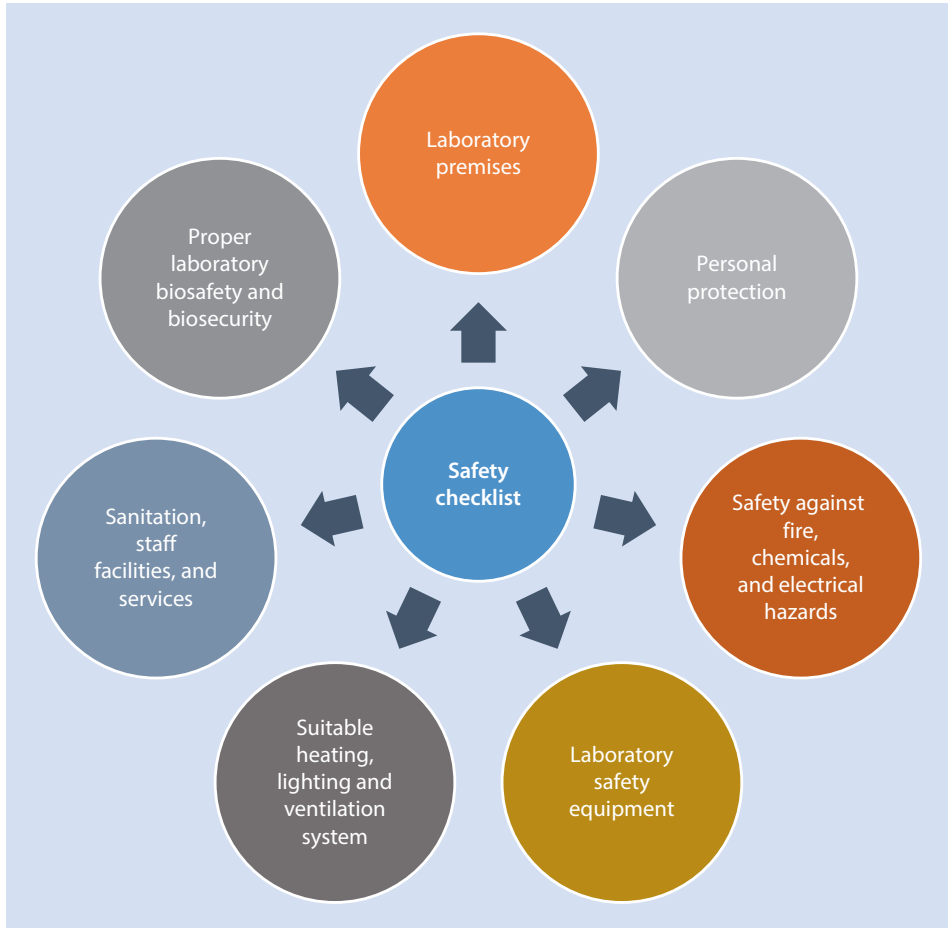 Laboratory
premises
Personal
protection
Safety against
fire,
chemicals,
and electrical
hazards
Laboratory
safety
equipment
Suitable
heating,
lighting and
ventilation
system
Sanitation,
staff
facilities, and
services
Proper
laboratory
biosafety and
biosecurity
Safety
checklist